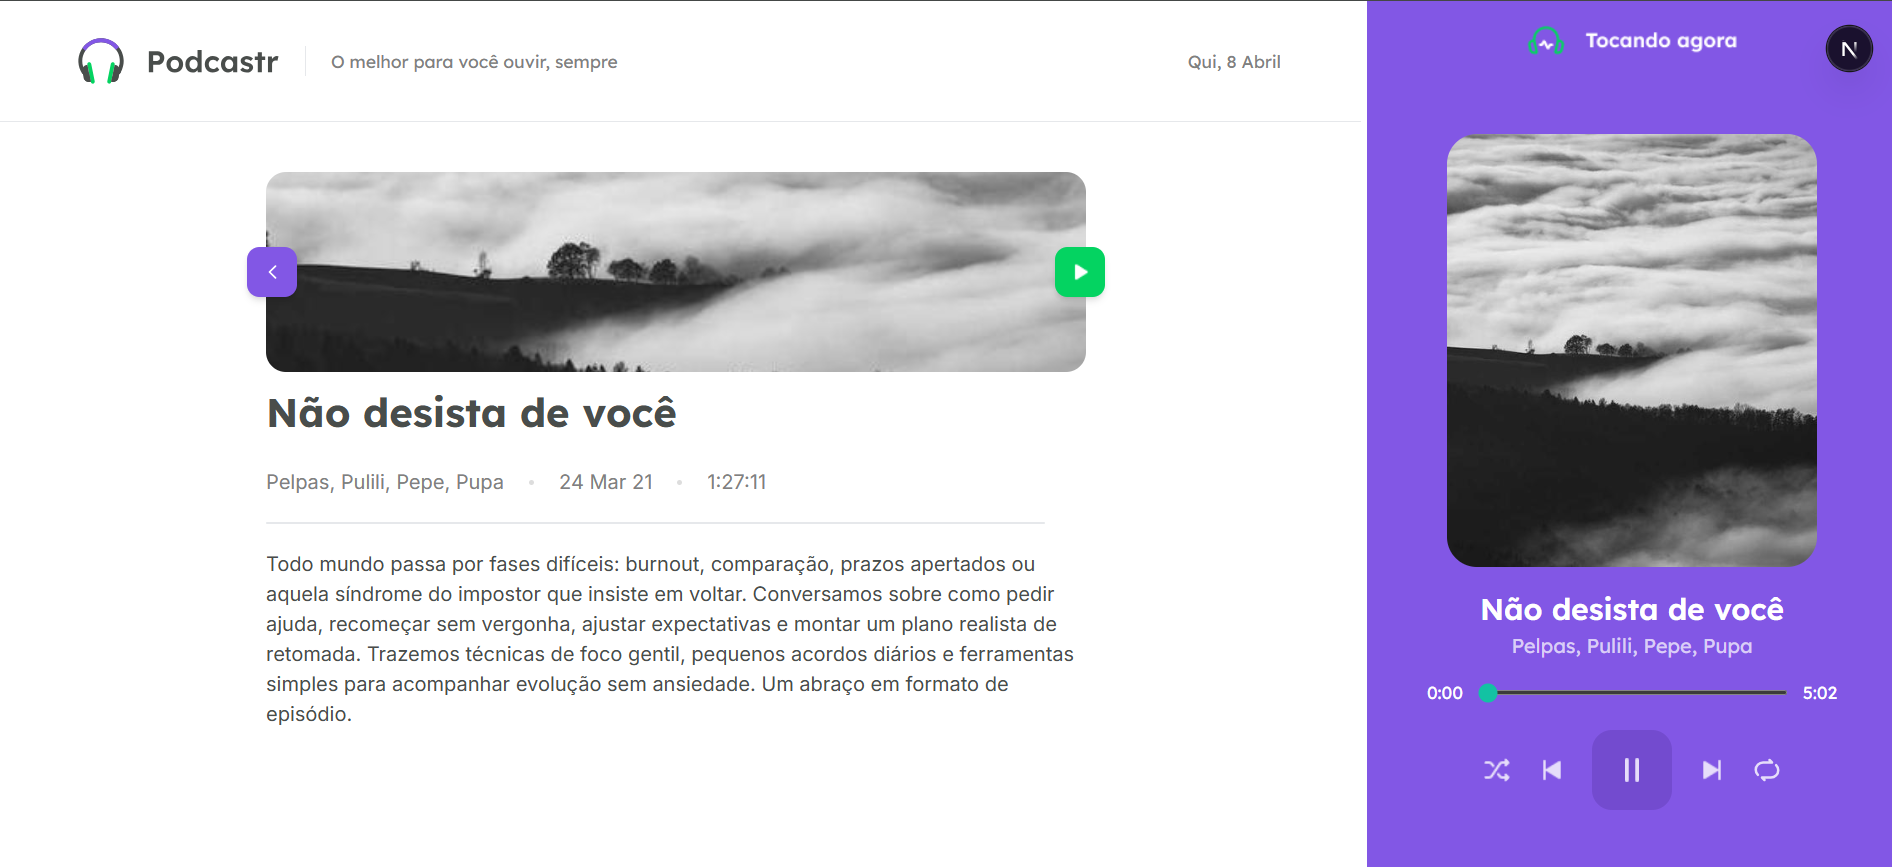 Podcastr
O melhor para você ouvir, sempre
Qui, 8 Abril
Não desista de você
Pelpas, Pulili, Pepe, Pupa • 24 Mar 21 • 1:27:11
Todo mundo passa por fases difíceis: burnout, comparação, prazos apertados ou
aquela síndrome do impostor que insiste em voltar. Conversamos sobre como pedir
ajuda, recomeçar sem vergonha, ajustar expectativas e montar um plano realista de
retomada. Trazemos técnicas de foco gentil, pequenos acordos diários e ferramentas
simples para acompanhar evolução sem ansiedade. Um abraço em formato de
episódio.
Tocando agora
N
Não desista de você
Pelpas, Pulili, Pepe, Pupa
0:00 5:02